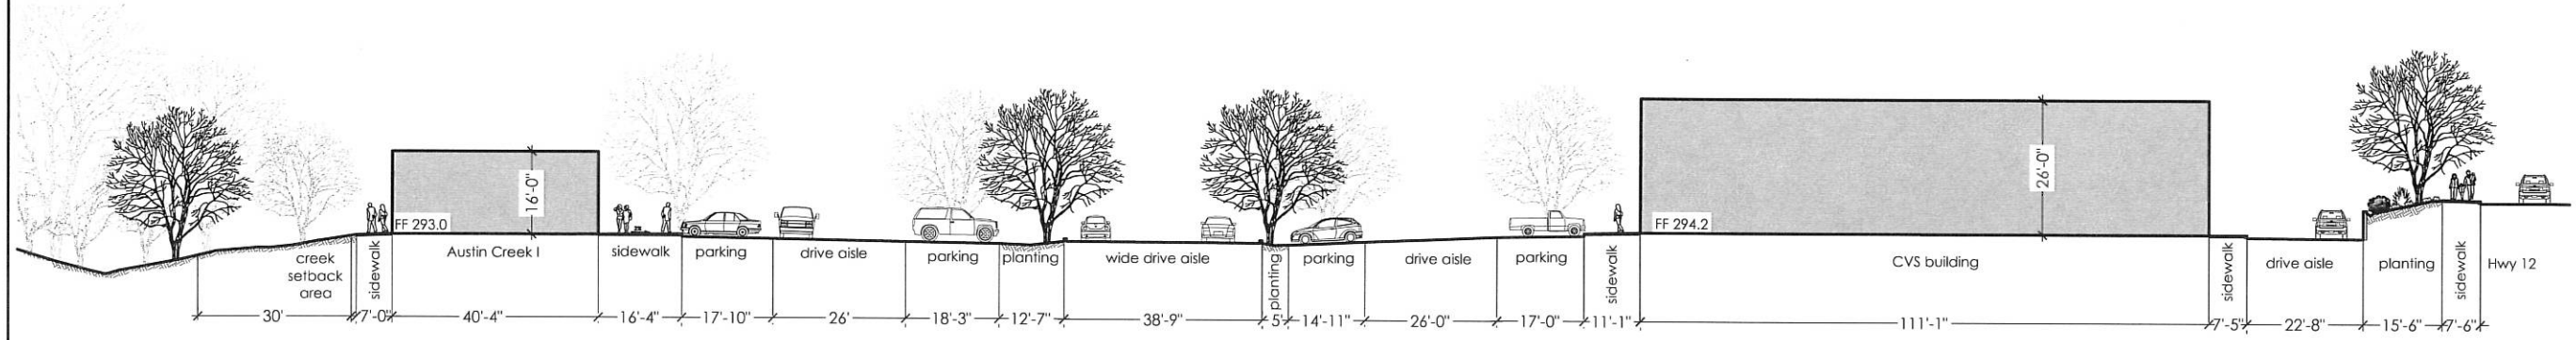 16'-0"
26'-0"
FF 293.0
FF 294.2
creek
setback
area
sidewalk
Austin Creek I
sidewalk
parking
drive aisle
parking
planting
wide drive aisle
planting
parking
drive aisle
parking
sidewalk
CVS building
sidewalk
drive aisle
planting
sidewalk
Hwy 12
30'
7'-0"
40'-4"
16'-4"
17'-10"
26'
18'-3"
12'-7"
38'-9"
5'
14'-11"
26'-0"
17'-0"
11'-1"
111'-1"
7'-5"
22'-8"
15'-6"
7'-6"